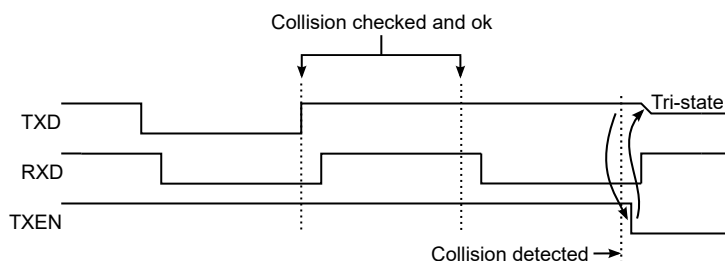 Collision checked and ok
Tri-state
TXD
RXD
TXEN
Collision detected